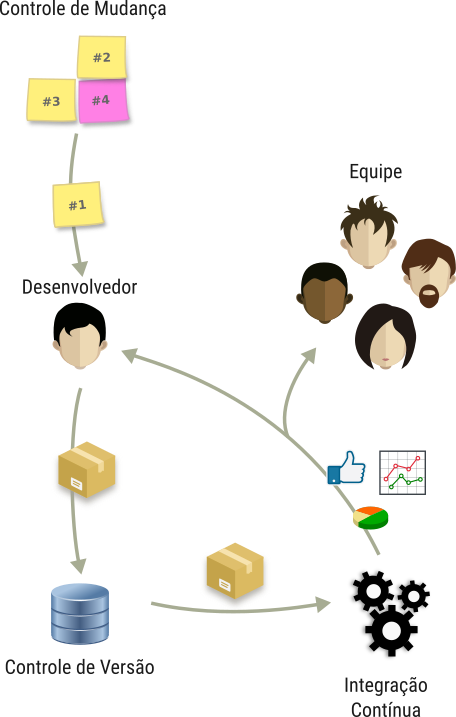 Controle de Mudança
#2
#3
#4
#1
Equipe
Desenvolvedor
Controle de Versão
Integração
Contínua